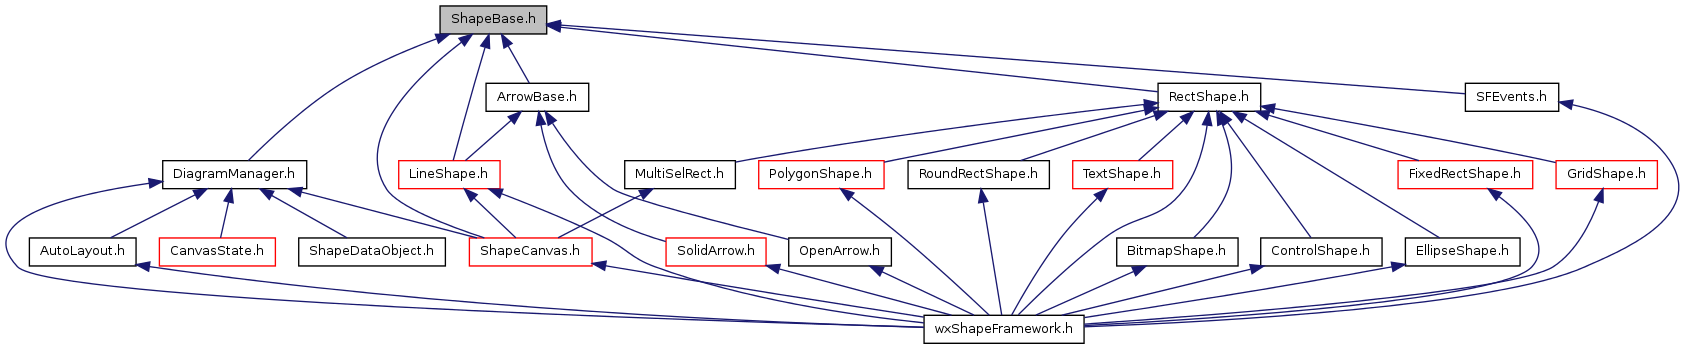 ShapeBase.h
ArrowBase.h
RectShape.h
SFEvents.h
DiagramManager.h
LineShape.h
MultiSelRect.h
PolygonShape.h
RoundRectShape.h
TextShape.h
FixedRectShape.h
GridShape.h
AutoLayout.h
CanvasState.h
ShapeDataObject.h
ShapeCanvas.h
SolidArrow.h
OpenArrow.h
BitmapShape.h
ControlShape.h
EllipseShape.h
wxShapeFramework.h